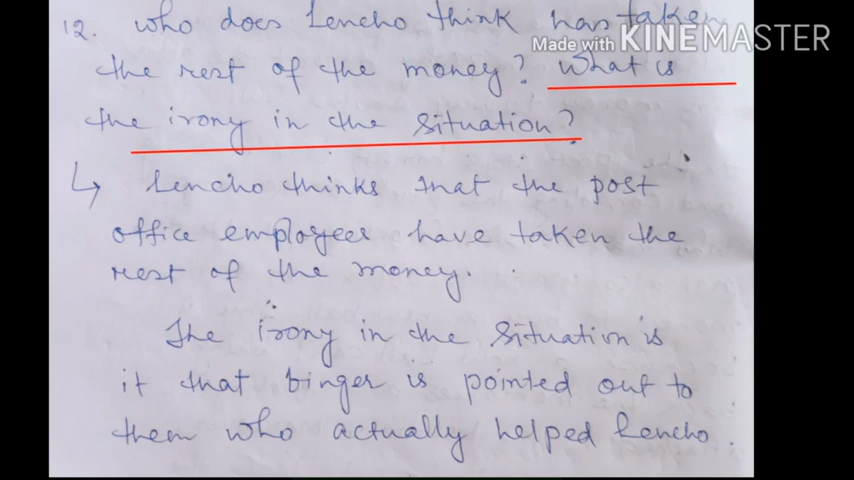 12. who does Lencho think has taken
Made with KINEMASTER
the rest of the money? What is
the irony in the situation?
↳ Lencho thinks that the post
office employees have taken the
rest of the money.
The irony in the situation is
it that binger is pointed out to
them who actually helped Lencho.